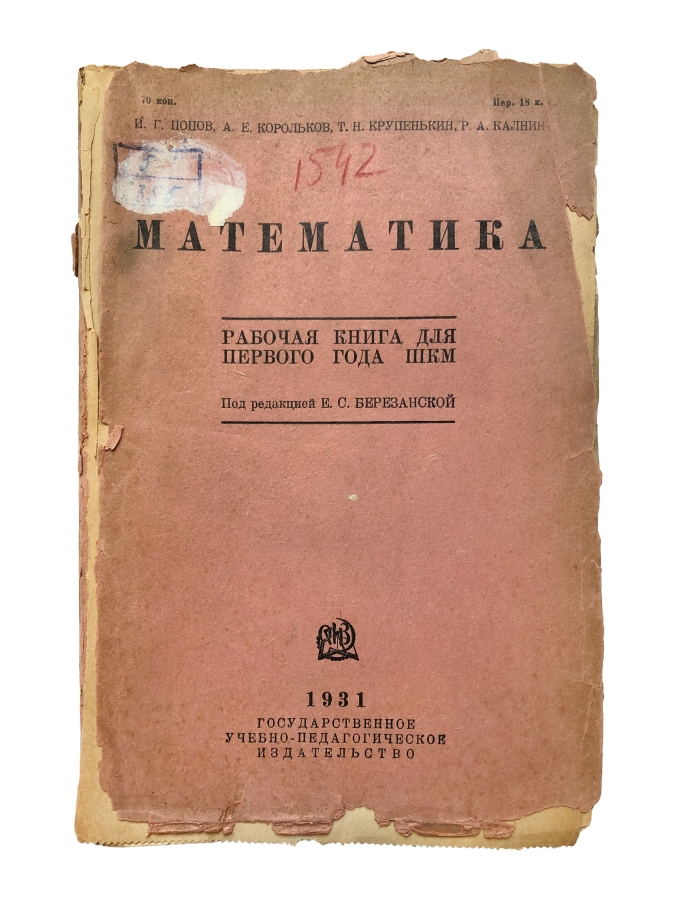 70 коп. Пер. 18 к.
И. Г. ПОПОВ, А. Е. КОРОЛЬКОВ, Т. Н. КРУПЕНЬКИН, Р. А. КАЛНИН
1542
МАТЕМАТИКА
РАБОЧАЯ КНИГА ДЛЯ
ПЕРВОГО ГОДА ШКМ
Под редакцией Е. С. БЕРЕЗАНСКОЙ
1931
ГОСУДАРСТВЕННОЕ
УЧЕБНО-ПЕДАГОГИЧЕСКОЕ
ИЗДАТЕЛЬСТВО